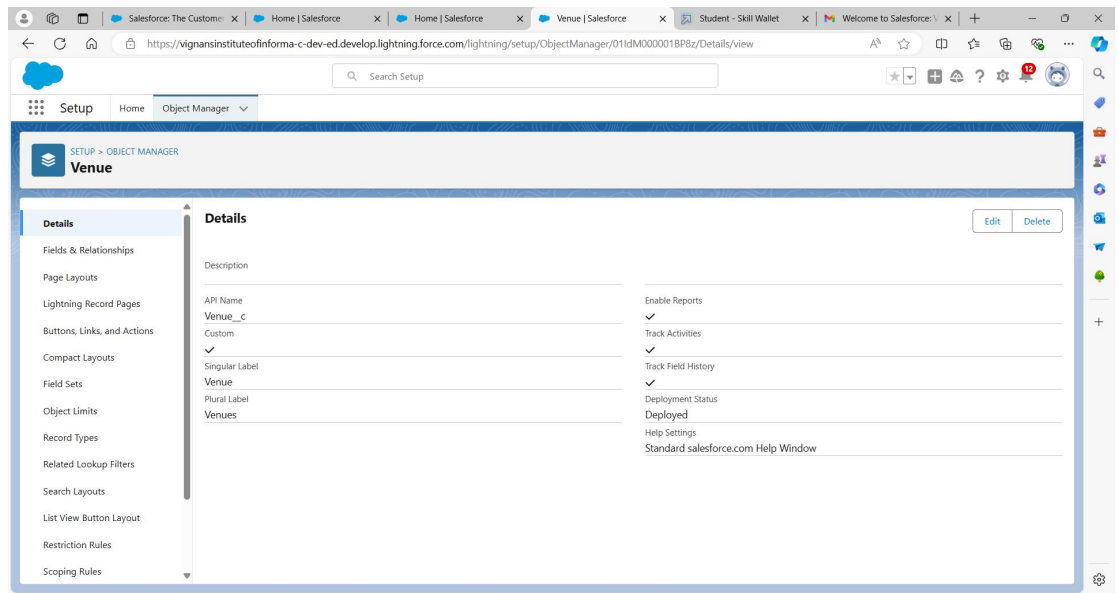 Salesforce: The Custome
Home | Salesforce
Home | Salesforce
Venue | Salesforce
Student - Skill Wallet
Welcome to Salesforce: V
https://vignansinstituteofinforma-c-dev-ed.develop.lightning.force.com/lightning/setup/ObjectManager/01IdM000001BP8z/Details/view
Search Setup
12
Setup
Home
Object Manager
SETUP > OBJECT MANAGER
Venue
Details
Fields & Relationships
Page Layouts
Lightning Record Pages
Buttons, Links, and Actions
Compact Layouts
Field Sets
Object Limits
Record Types
Related Lookup Filters
Search Layouts
List View Button Layout
Restriction Rules
Scoping Rules
Details
Edit
Delete
Description
API Name
Venue__c
Custom
Singular Label
Venue
Plural Label
Venues
Enable Reports
Track Activities
Track Field History
Deployment Status
Deployed
Help Settings
Standard salesforce.com Help Window